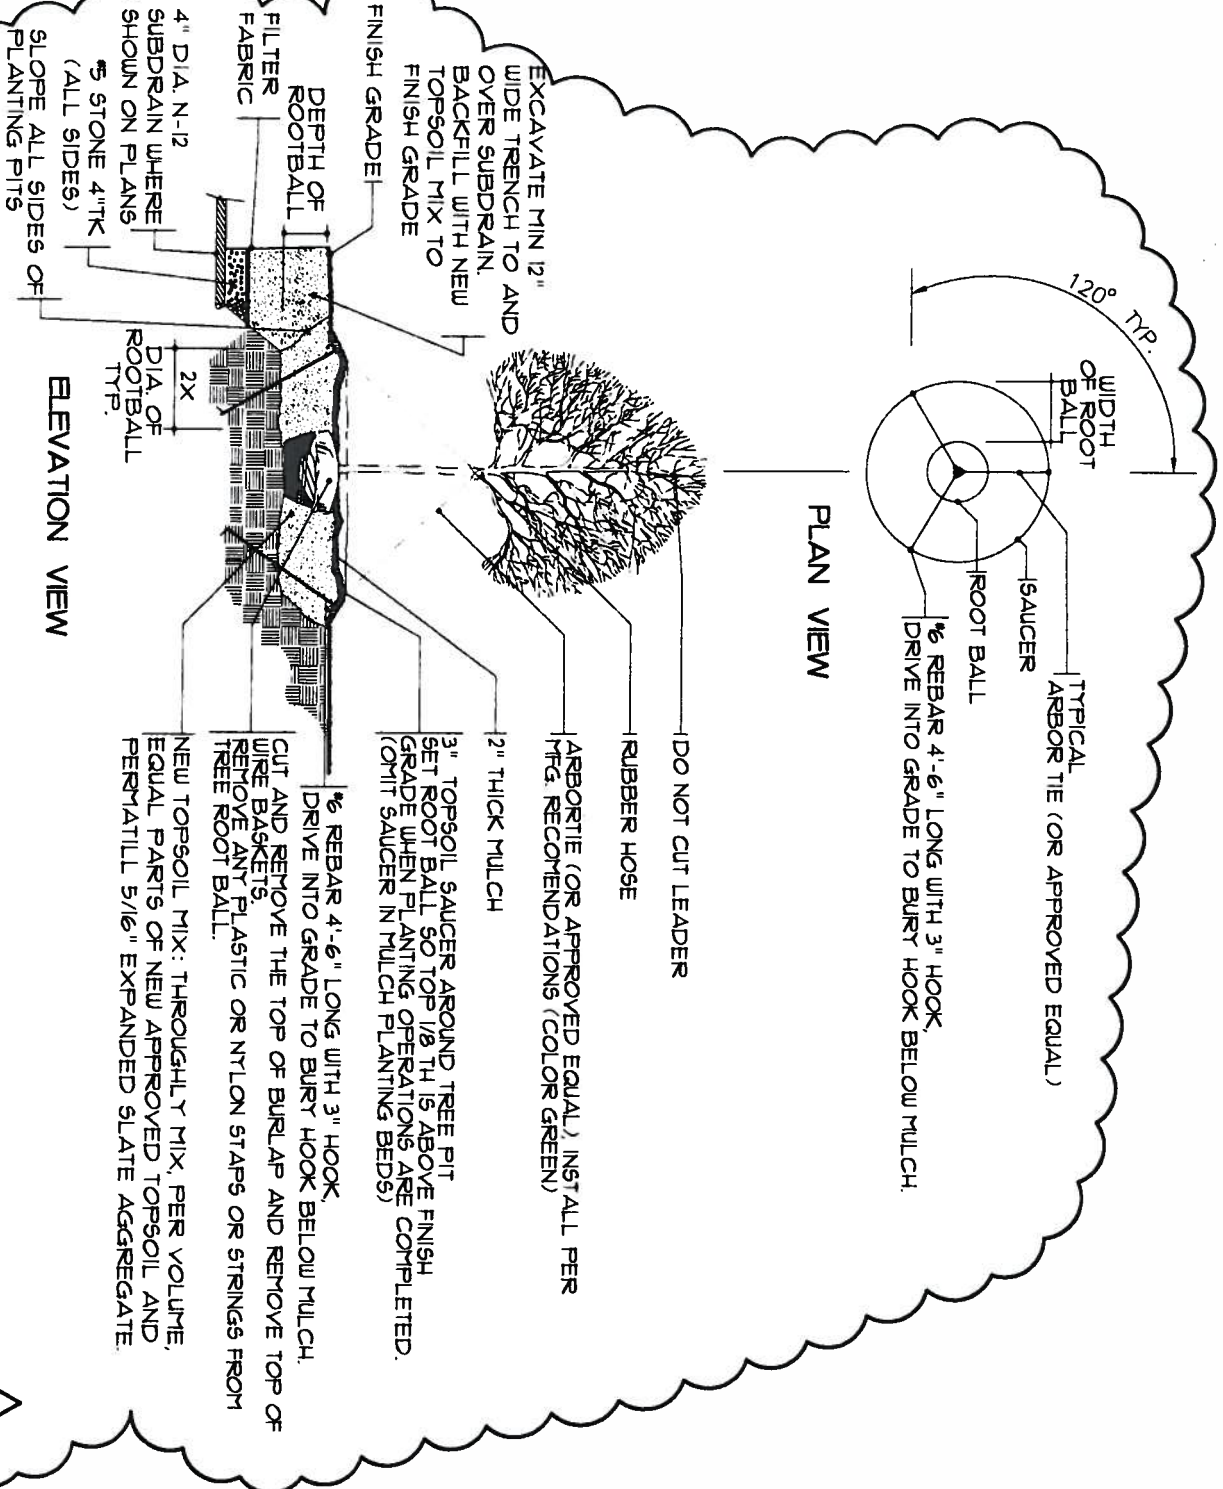 120° TYP.
WIDTH
OF ROOT
BALL
TYPICAL
ARBOR TIE (OR APPROVED EQUAL)
SAUCER
ROOT BALL
#6 REBAR 4'-6" LONG WITH 3" HOOK,
DRIVE INTO GRADE TO BURY HOOK BELOW MULCH.
PLAN VIEW
DO NOT CUT LEADER
RUBBER HOSE
ARBORTIE (OR APPROVED EQUAL), INSTALL PER
MFG. RECOMENDATIONS (COLOR GREEN)
2" THICK MULCH
3" TOPSOIL SAUCER AROUND TREE PIT
SET ROOT BALL SO TOP 1/8 TH IS ABOVE FINISH
GRADE WHEN PLANTING OPERATIONS ARE COMPLETED.
(OMIT SAUCER IN MULCH PLANTING BEDS)
#6 REBAR 4'-6" LONG WITH 3" HOOK,
DRIVE INTO GRADE TO BURY HOOK BELOW MULCH.
CUT AND REMOVE THE TOP OF BURLAP AND REMOVE TOP OF
WIRE BASKETS.
REMOVE ANY PLASTIC OR NYLON STAPS OR STRINGS FROM
TREE ROOT BALL.
NEW TOPSOIL MIX: THROUGHLY MIX, PER VOLUME,
EQUAL PARTS OF NEW APPROVED TOPSOIL AND
PERMATILL 5/16" EXPANDED SLATE AGGREGATE.
EXCAVATE MIN 12"
WIDE TRENCH TO AND
OVER SUBDRAIN.
BACKFILL WITH NEW
TOPSOIL MIX TO
FINISH GRADE
FINISH GRADE
DEPTH OF
ROOTBALL
FILTER
FABRIC
4" DIA. N-12
SUBDRAIN WHERE
SHOWN ON PLANS
#5 STONE 4"TK
(ALL SIDES)
SLOPE ALL SIDES OF
PLANTING PITS
2X
DIA. OF
ROOTBALL
TYP.
ELEVATION VIEW